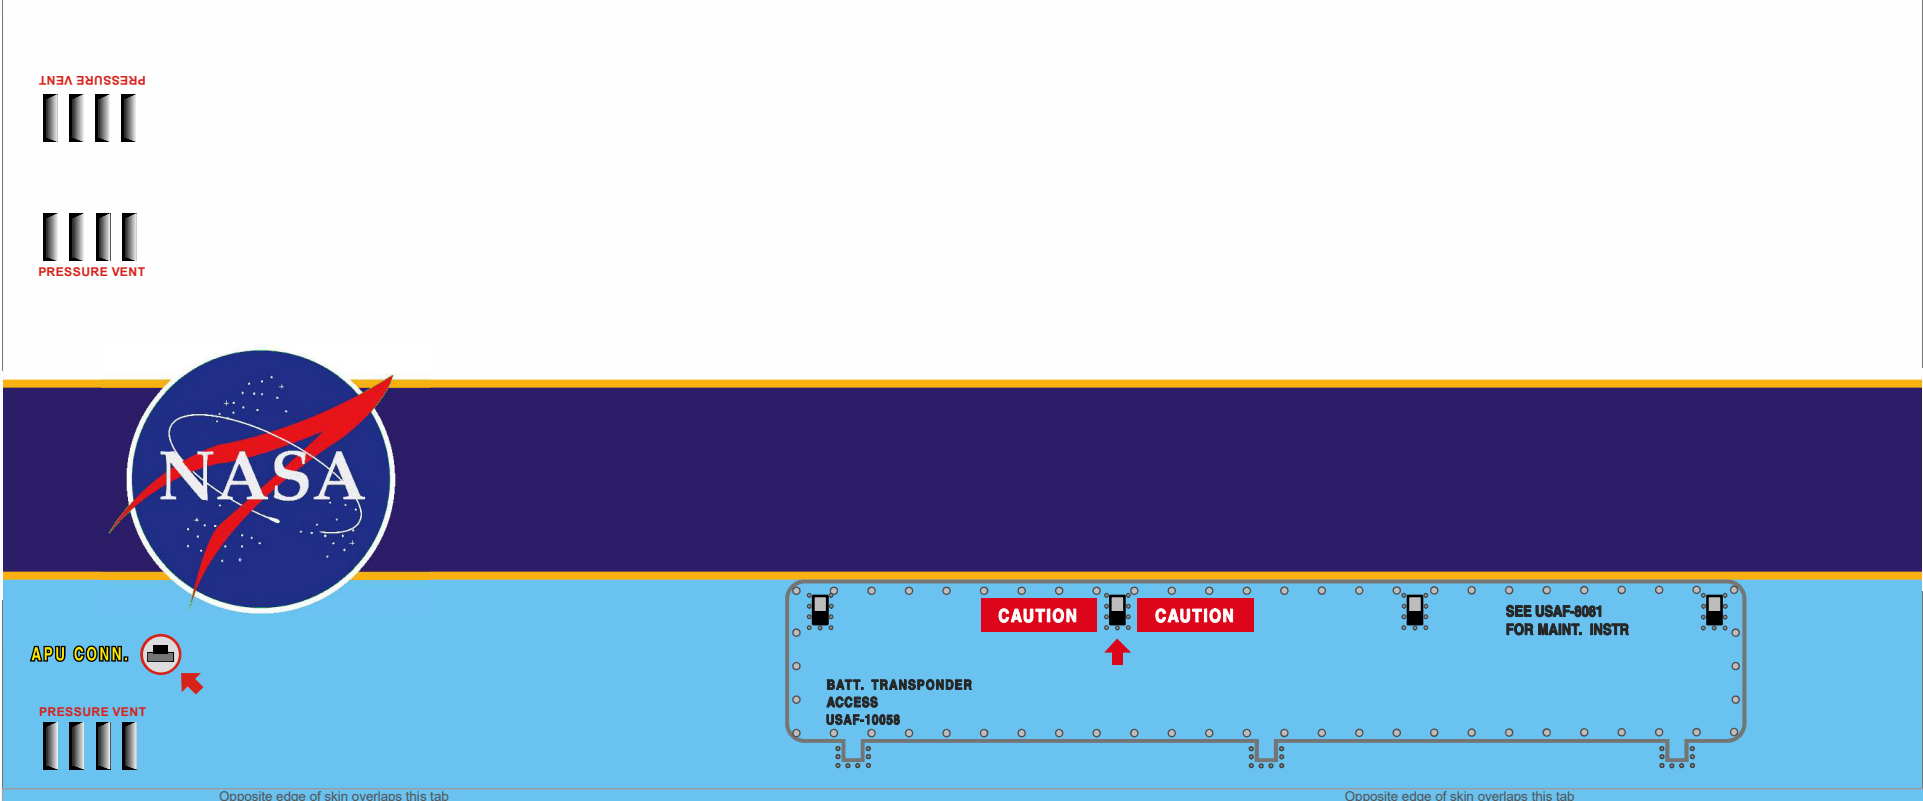 PRESSURE VENT
PRESSURE VENT
NASA
CAUTION CAUTION
SEE USAF-8081
FOR MAINT. INSTR
APU CONN.
BATT. TRANSPONDER
ACCESS
USAF-10058
PRESSURE VENT
Opposite edge of skin overlaps this tab
Opposite edge of skin overlaps this tab